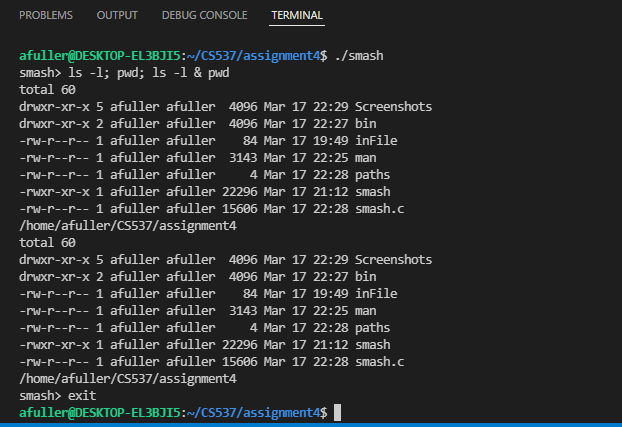 PROBLEMS OUTPUT DEBUG CONSOLE TERMINAL
afuller@DESKTOP-EL3BJI5:~/CS537/assignment4$ ./smash
smash> ls -l; pwd; ls -l & pwd
total 60
drwxr-xr-x 5 afuller afuller  4096 Mar 17 22:29 Screenshots
drwxr-xr-x 2 afuller afuller  4096 Mar 17 22:27 bin
-rw-r--r-- 1 afuller afuller    84 Mar 17 19:49 inFile
-rw-r--r-- 1 afuller afuller  3143 Mar 17 22:25 man
-rw-r--r-- 1 afuller afuller     4 Mar 17 22:28 paths
-rwxr-xr-x 1 afuller afuller 22296 Mar 17 21:12 smash
-rw-r--r-- 1 afuller afuller 15606 Mar 17 22:28 smash.c
/home/afuller/CS537/assignment4
total 60
drwxr-xr-x 5 afuller afuller  4096 Mar 17 22:29 Screenshots
drwxr-xr-x 2 afuller afuller  4096 Mar 17 22:27 bin
-rw-r--r-- 1 afuller afuller    84 Mar 17 19:49 inFile
-rw-r--r-- 1 afuller afuller  3143 Mar 17 22:25 man
-rw-r--r-- 1 afuller afuller     4 Mar 17 22:28 paths
-rwxr-xr-x 1 afuller afuller 22296 Mar 17 21:12 smash
-rw-r--r-- 1 afuller afuller 15606 Mar 17 22:28 smash.c
/home/afuller/CS537/assignment4
smash> exit
afuller@DESKTOP-EL3BJI5:~/CS537/assignment4$